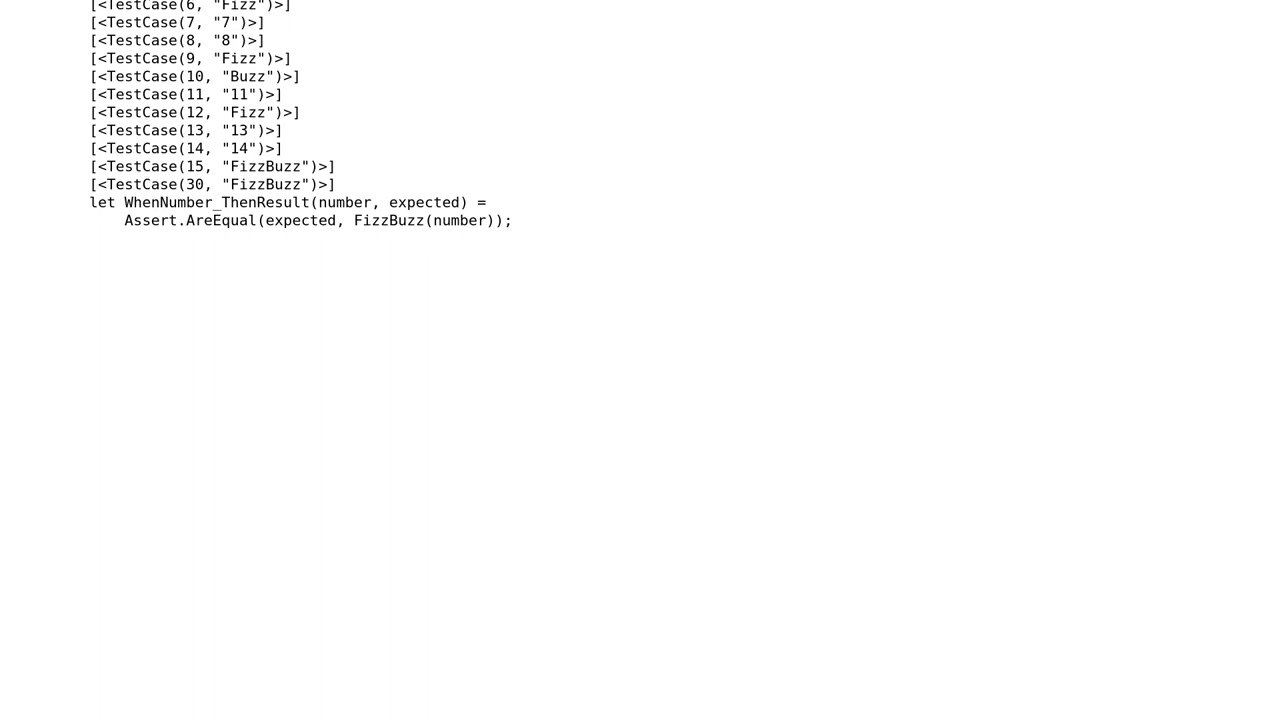 [<TestCase(6, "Fizz")>]
[<TestCase(7, "7")>]
[<TestCase(8, "8")>]
[<TestCase(9, "Fizz")>]
[<TestCase(10, "Buzz")>]
[<TestCase(11, "11")>]
[<TestCase(12, "Fizz")>]
[<TestCase(13, "13")>]
[<TestCase(14, "14")>]
[<TestCase(15, "FizzBuzz")>]
[<TestCase(30, "FizzBuzz")>]
let WhenNumber_ThenResult(number, expected) =
    Assert.AreEqual(expected, FizzBuzz(number));